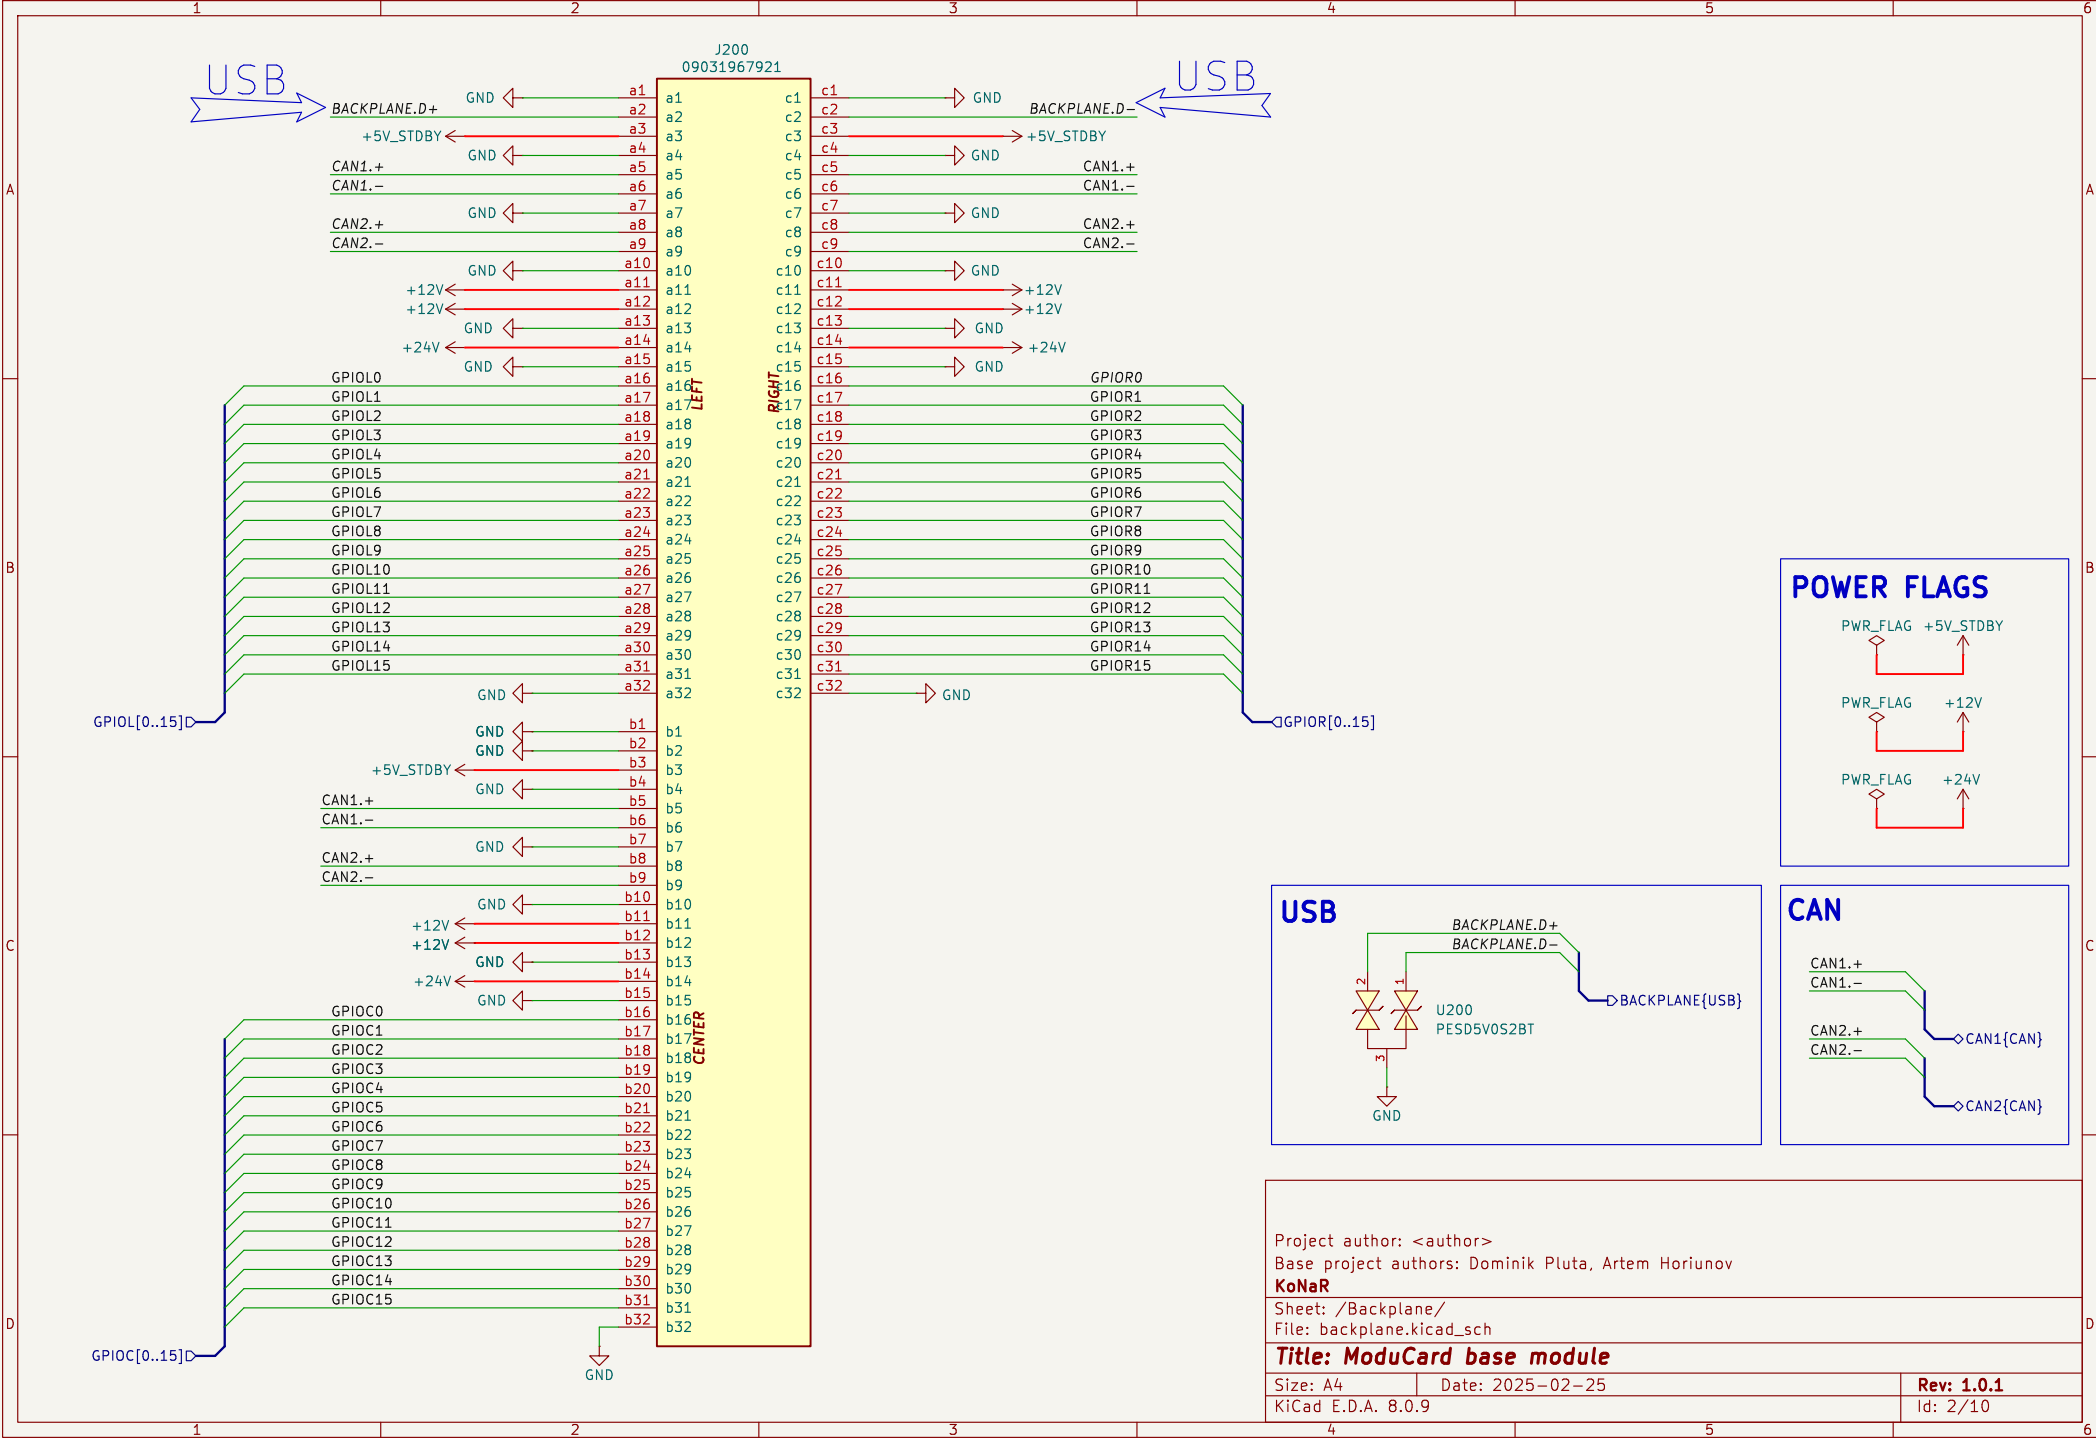 1 2 3 4 5 6
J200
09031967921
USB
USB
GND a1 a1 c1 c1 GND
BACKPLANE.D+ a2 a2 c2 c2 BACKPLANE.D-
+5V_STDBY a3 a3 c3 c3 +5V_STDBY
GND a4 a4 c4 c4 GND
CAN1.+ a5 a5 c5 c5 CAN1.+
CAN1.- a6 a6 c6 c6 CAN1.-
A A
GND a7 a7 c7 c7 GND
CAN2.+ a8 a8 c8 c8 CAN2.+
CAN2.- a9 a9 c9 c9 CAN2.-
GND a10 a10 c10 c10 GND
+12V a11 a11 c11 c11 +12V
+12V a12 a12 c12 c12 +12V
GND a13 a13 c13 c13 GND
+24V a14 a14 c14 c14 +24V
GND a15 a15 c15 c15 GND
GPIOL0 a16 a16 c16 c16 GPIOR0
LEFT RIGHT
GPIOL1 a17 a17 c17 c17 GPIOR1
GPIOL2 a18 a18 c18 c18 GPIOR2
GPIOL3 a19 a19 c19 c19 GPIOR3
GPIOL4 a20 a20 c20 c20 GPIOR4
GPIOL5 a21 a21 c21 c21 GPIOR5
GPIOL6 a22 a22 c22 c22 GPIOR6
GPIOL7 a23 a23 c23 c23 GPIOR7
GPIOL8 a24 a24 c24 c24 GPIOR8
GPIOL9 a25 a25 c25 c25 GPIOR9
B B
GPIOL10 a26 a26 c26 c26 GPIOR10
GPIOL11 a27 a27 c27 c27 GPIOR11
GPIOL12 a28 a28 c28 c28 GPIOR12
GPIOL13 a29 a29 c29 c29 GPIOR13
GPIOL14 a30 a30 c30 c30 GPIOR14
GPIOL15 a31 a31 c31 c31 GPIOR15
GND a32 a32 c32 c32 GND
GPIOL[0..15] GPIOR[0..15]
GND b1 b1
GND b2 b2
+5V_STDBY b3 b3
GND b4 b4
CAN1.+ b5 b5
CAN1.- b6 b6
GND b7 b7
CAN2.+ b8 b8
CAN2.- b9 b9
GND b10 b10
+12V b11 b11
+12V b12 b12
C C
GND b13 b13
+24V b14 b14
GND b15 b15
GPIOC0 b16 b16
CENTER
GPIOC1 b17 b17
GPIOC2 b18 b18
GPIOC3 b19 b19
GPIOC4 b20 b20
GPIOC5 b21 b21
GPIOC6 b22 b22
GPIOC7 b23 b23
GPIOC8 b24 b24
GPIOC9 b25 b25
GPIOC10 b26 b26
GPIOC11 b27 b27
GPIOC12 b28 b28
GPIOC13 b29 b29
GPIOC14 b30 b30
GPIOC15 b31 b31
b32 b32
GND
GPIOC[0..15]
D D
POWER FLAGS
PWR_FLAG +5V_STDBY
PWR_FLAG +12V
PWR_FLAG +24V
USB
BACKPLANE.D+
BACKPLANE.D-
2 1
BACKPLANE{USB}
U200
PESD5V0S2BT
3
GND
CAN
CAN1.+
CAN1.-
CAN1{CAN}
CAN2.+
CAN2.-
CAN2{CAN}
Project author: <author>
Base project authors: Dominik Pluta, Artem Horiunov
KoNaR
Sheet: /Backplane/
File: backplane.kicad_sch
Title: ModuCard base module
Size: A4 Date: 2025-02-25 Rev: 1.0.1
KiCad E.D.A. 8.0.9 Id: 2/10
1 2 3 4 5 6